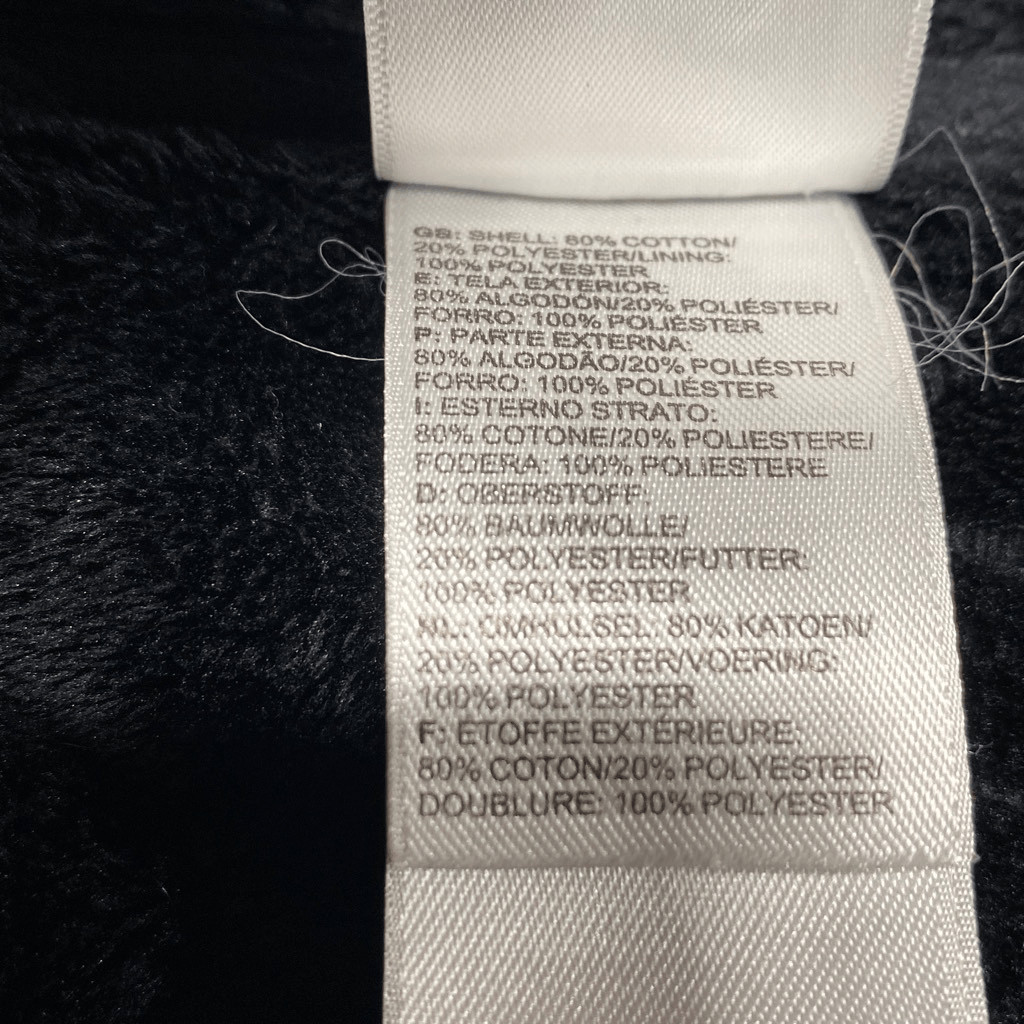 GB: SHELL: 80% COTTON/
20% POLYESTER/LINING:
100% POLYESTER
E: TELA EXTERIOR:
80% ALGODÓN/20% POLIÉSTER/
FORRO: 100% POLIÉSTER
P: PARTE EXTERNA:
80% ALGODÃO/20% POLIÉSTER/
FORRO: 100% POLIÉSTER
I: ESTERNO STRATO:
80% COTONE/20% POLIESTERE/
FODERA: 100% POLIESTERE
D: OBERSTOFF:
80% BAUMWOLLE/
20% POLYESTER/FUTTER:
100% POLYESTER
NL: OMHULSEL: 80% KATOEN/
20% POLYESTER/VOERING:
100% POLYESTER
F: ETOFFE EXTÉRIEURE:
80% COTON/20% POLYESTER/
DOUBLURE: 100% POLYESTER